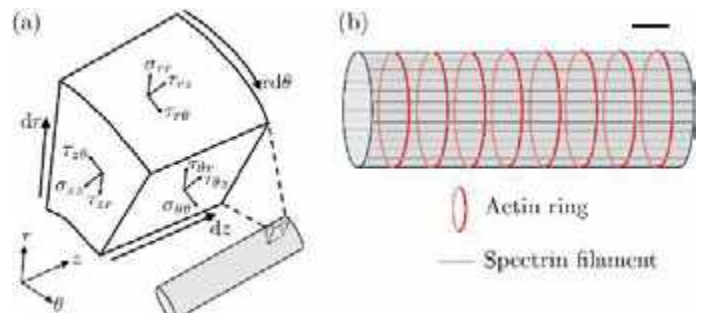 (a)
σrr
τrz
τrθ
rdθ
dr
τzθ
σzz
τzr
τθr
τθz
σθθ
dz
r
z
θ
(b)
Actin ring
Spectrin filament